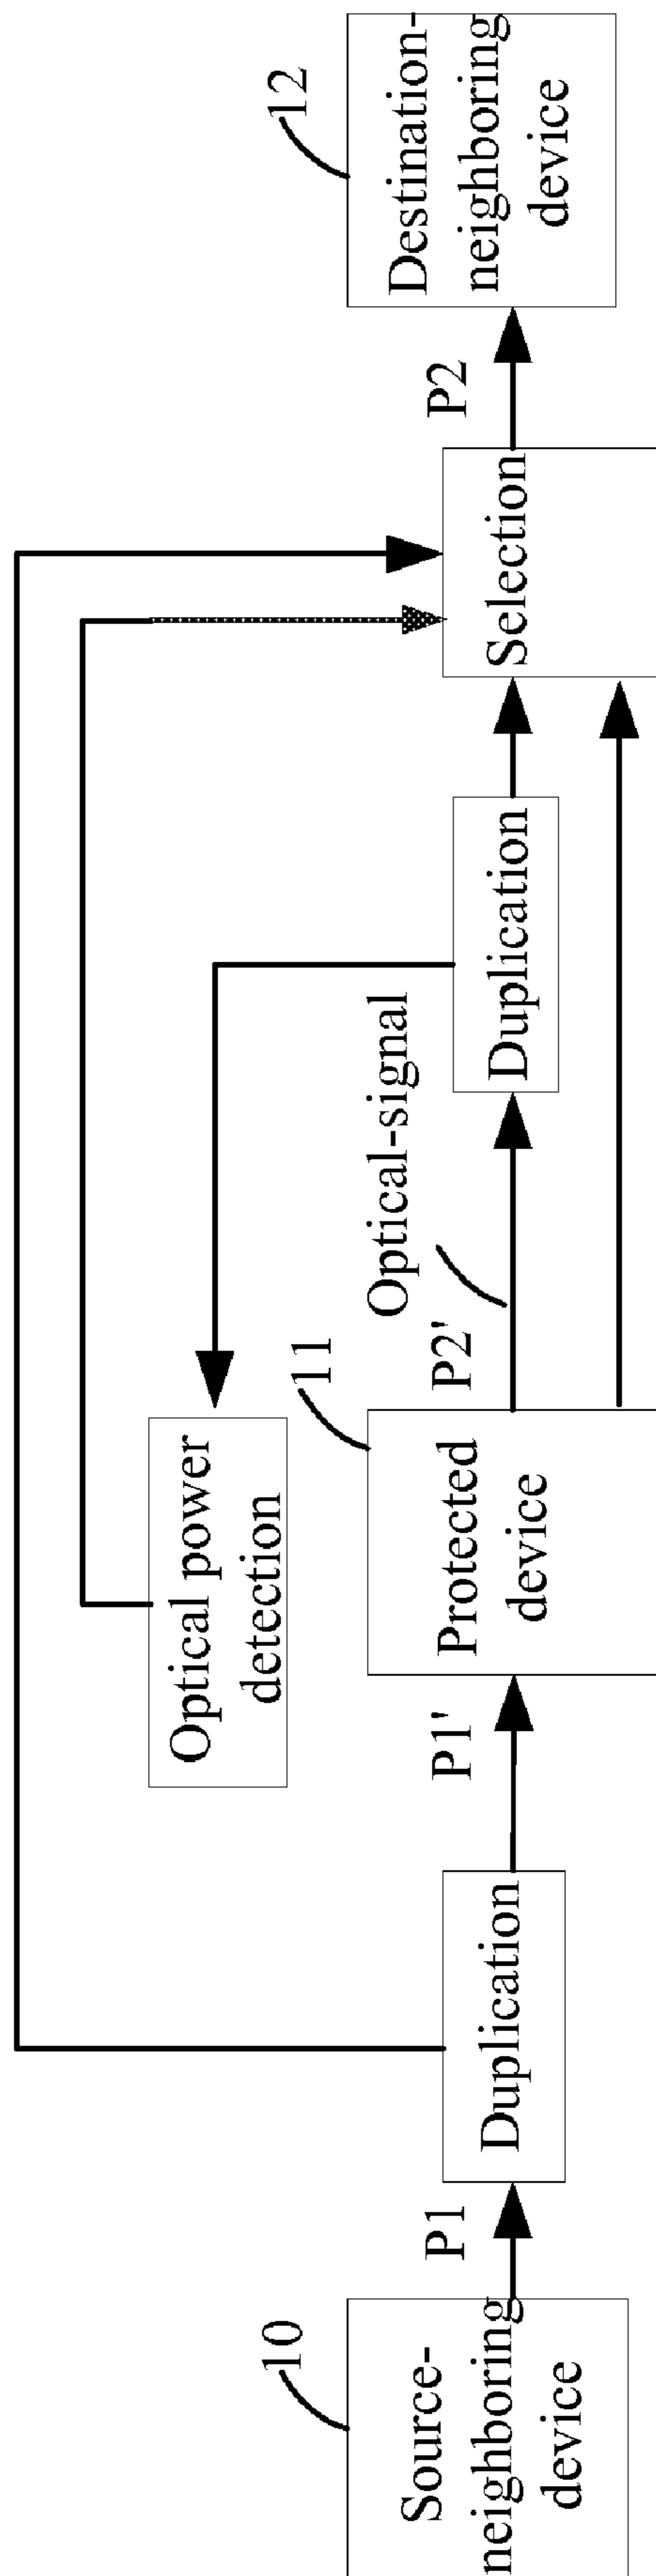 10
Source-
neighboring
device
P1
Duplication
P1'
Optical power
detection
11
Protected
device
P2'
Optical-signal
Duplication
Selection
P2
12
Destination-
neighboring
device